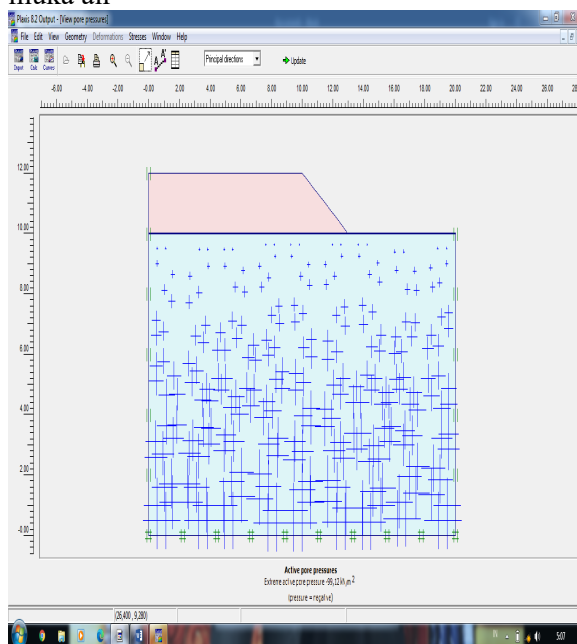 muka air
Plaxis 8.2 Output - [View pore pressures]
File Edit View Geometry Deformations Stresses Window Help
Input Calc Curves Principal directions Update
-6.00 -4.00 -2.00 -0.00 2.00 4.00 6.00 8.00 10.00 12.00 14.00 16.00 18.00 20.00 22.00 24.00 26.00
12.00
10.00
8.00
6.00
4.00
2.00
-0.00
Active pore pressures
Extreme active pore pressure -99,12 kN/m2
(pressure = negative)
(26,400 , 9,280)
IN 5:07